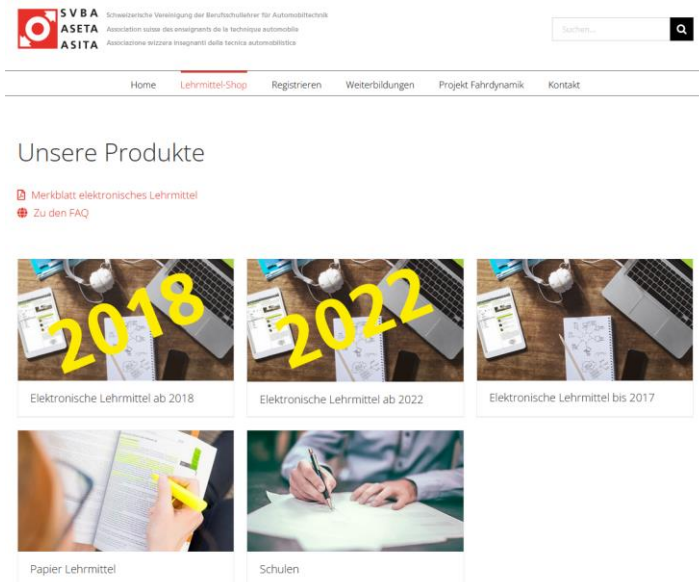 SVBA Schweizerische Vereinigung der Berufsschullehrer für Automobiltechnik
ASETA Association suisse des enseignants de la technique automobile
ASITA Associazione svizzera insegnanti della tecnica automobilistica
Suchen...
Home Lehrmittel-Shop Registrieren Weiterbildungen Projekt Fahrdynamik Kontakt
Unsere Produkte
Merkblatt elektronisches Lehrmittel
Zu den FAQ
2018
2022
Elektronische Lehrmittel ab 2018
Elektronische Lehrmittel ab 2022
Elektronische Lehrmittel bis 2017
Papier Lehrmittel
Schulen